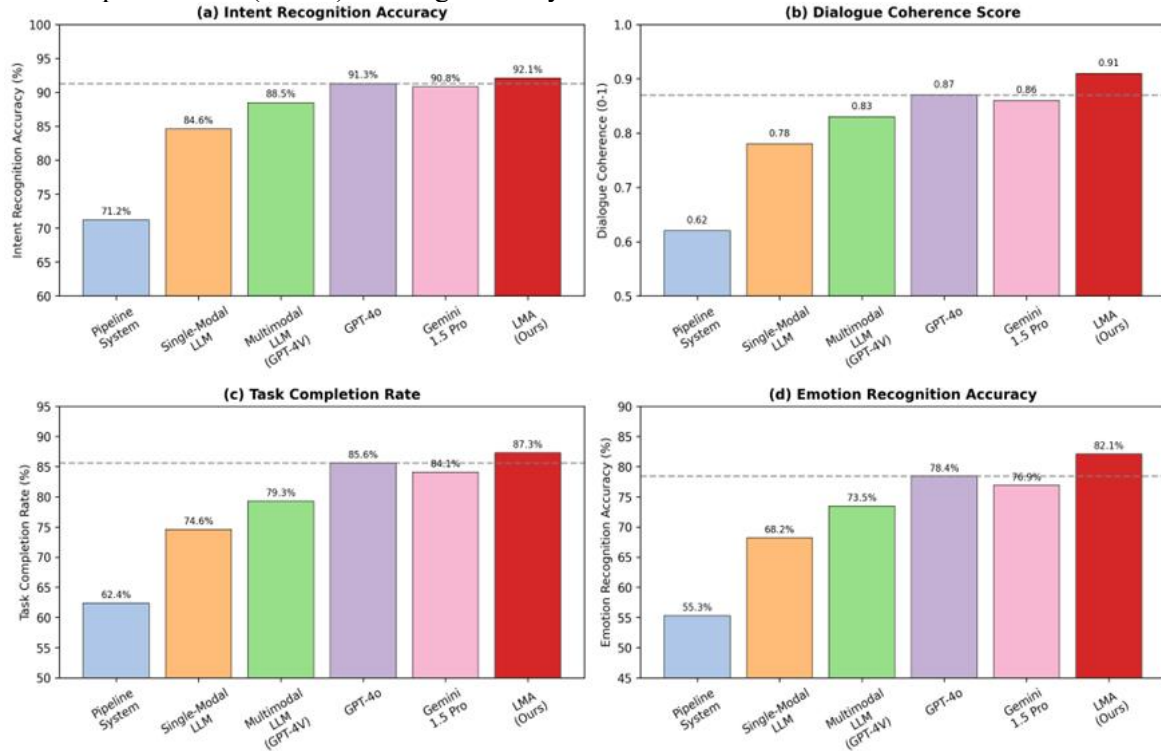 (a) Intent Recognition Accuracy
100
95
90
85
80
75
70
65
60
Intent Recognition Accuracy (%)
71.2%
84.6%
88.5%
91.3%
90.8%
92.1%
Pipeline
System
Single-Modal
LLM
Multimodal
LLM
(GPT-4V)
GPT-4o
Gemini
1.5 Pro
LMA
(Ours)
(b) Dialogue Coherence Score
1.0
0.9
0.8
0.7
0.6
0.5
Dialogue Coherence (0-1)
0.62
0.78
0.83
0.87
0.86
0.91
Pipeline
System
Single-Modal
LLM
Multimodal
LLM
(GPT-4V)
GPT-4o
Gemini
1.5 Pro
LMA
(Ours)
(c) Task Completion Rate
95
90
85
80
75
70
65
60
55
50
Task Completion Rate (%)
62.4%
74.6%
79.3%
85.6%
84.1%
87.3%
Pipeline
System
Single-Modal
LLM
Multimodal
LLM
(GPT-4V)
GPT-4o
Gemini
1.5 Pro
LMA
(Ours)
(d) Emotion Recognition Accuracy
90
85
80
75
70
65
60
55
50
45
Emotion Recognition Accuracy (%)
55.3%
68.2%
73.5%
78.4%
76.9%
82.1%
Pipeline
System
Single-Modal
LLM
Multimodal
LLM
(GPT-4V)
GPT-4o
Gemini
1.5 Pro
LMA
(Ours)